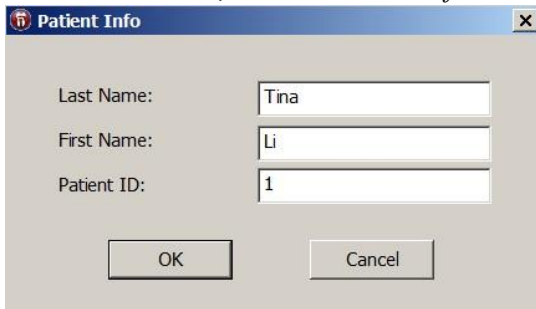 Patient Info
Last Name: Tina
First Name: Li
Patient ID: 1
OK Cancel